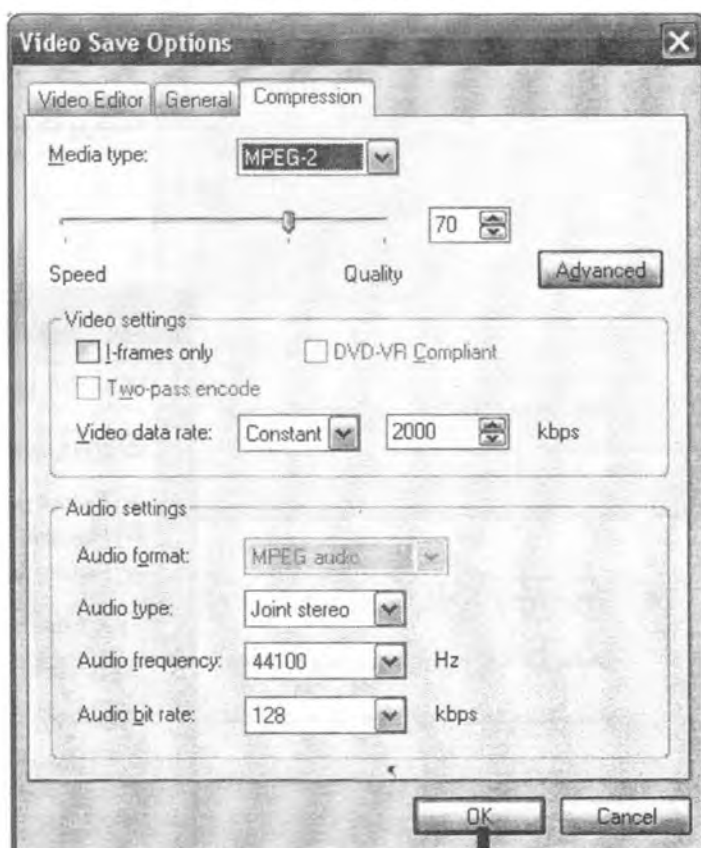 Video Save Options
Video Editor General Compression
Media type: MPEG-2
70
Speed Quality Advanced
Video settings
I-frames only DVD-VR Compliant
Two-pass encode
Video data rate: Constant 2000 kbps
Audio settings
Audio format: MPEG audio
Audio type: Joint stereo
Audio frequency: 44100 Hz
Audio bit rate: 128 kbps
OK Cancel